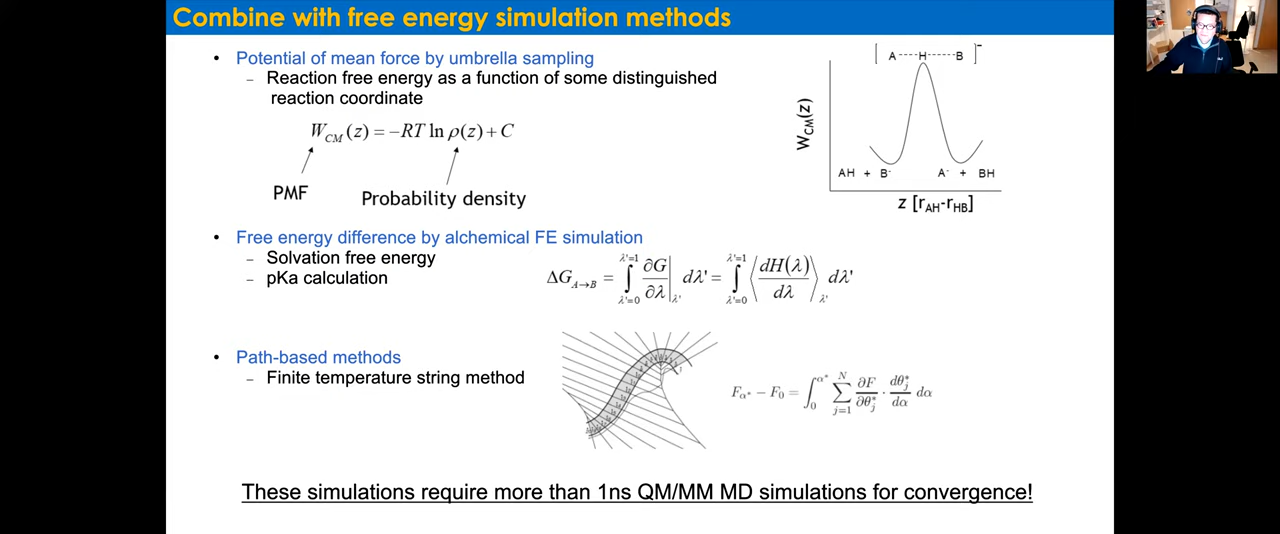 Combine with free energy simulation methods
• Potential of mean force by umbrella sampling
– Reaction free energy as a function of some distinguished
reaction coordinate
W_CM(z) = −RT ln ρ(z) + C
PMF
Probability density
[ A----H------B ]⁻
W_CM(z)
AH + B⁻ A⁻ + BH
z [r_AH-r_HB]
• Free energy difference by alchemical FE simulation
– Solvation free energy
– pKa calculation
ΔG_A→B = ∫_{λ'=0}^{λ'=1} ∂G/∂λ|_λ' dλ' = ∫_{λ'=0}^{λ'=1} ⟨dH(λ)/dλ⟩_λ' dλ'
• Path-based methods
– Finite temperature string method
F_α* − F_0 = ∫_0^α* Σ_{j=1}^N ∂F/∂θ_j* · dθ_j*/dα dα
These simulations require more than 1ns QM/MM MD simulations for convergence!